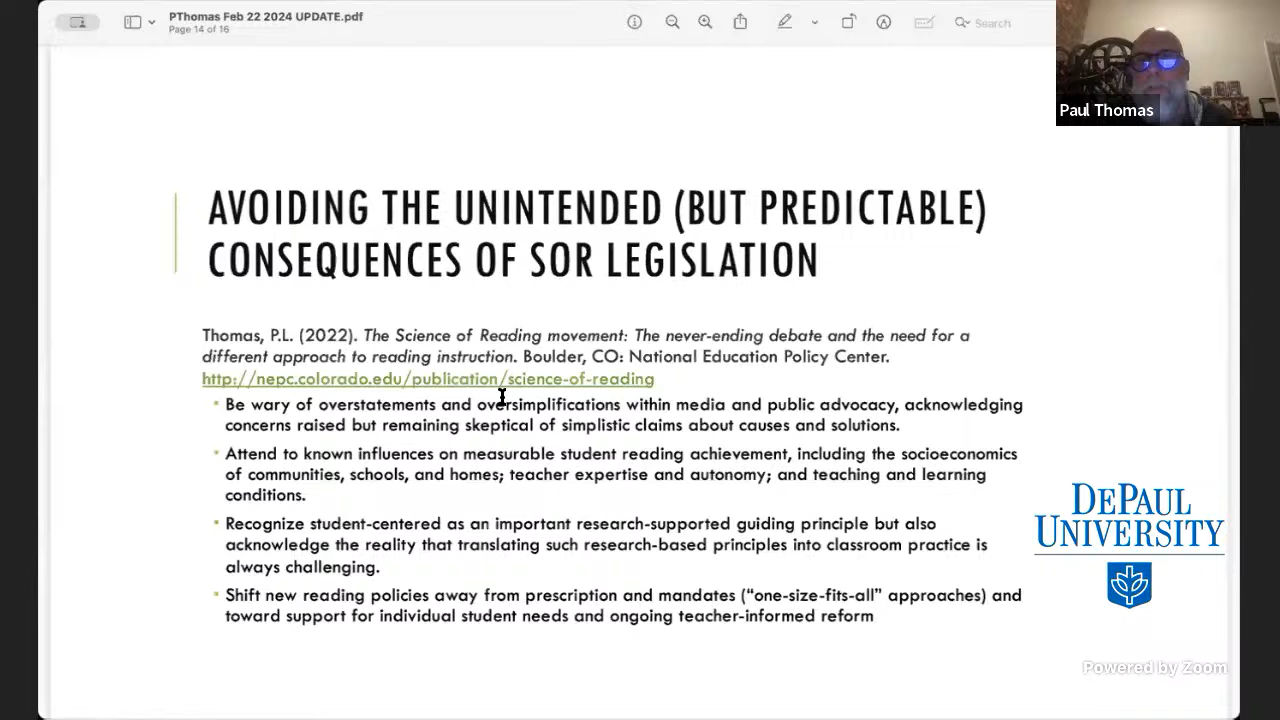 PThomas Feb 22 2024 UPDATE.pdf
Page 14 of 16
Search
Paul Thomas
AVOIDING THE UNINTENDED (BUT PREDICTABLE)
CONSEQUENCES OF SOR LEGISLATION
Thomas, P.L. (2022). The Science of Reading movement: The never-ending debate and the need for a
different approach to reading instruction. Boulder, CO: National Education Policy Center.
http://nepc.colorado.edu/publication/science-of-reading
Be wary of overstatements and oversimplifications within media and public advocacy, acknowledging
concerns raised but remaining skeptical of simplistic claims about causes and solutions.
Attend to known influences on measurable student reading achievement, including the socioeconomics
of communities, schools, and homes; teacher expertise and autonomy; and teaching and learning
conditions.
Recognize student-centered as an important research-supported guiding principle but also
acknowledge the reality that translating such research-based principles into classroom practice is
always challenging.
Shift new reading policies away from prescription and mandates (“one-size-fits-all” approaches) and
toward support for individual student needs and ongoing teacher-informed reform
DEPAUL
UNIVERSITY
Powered by Zoom